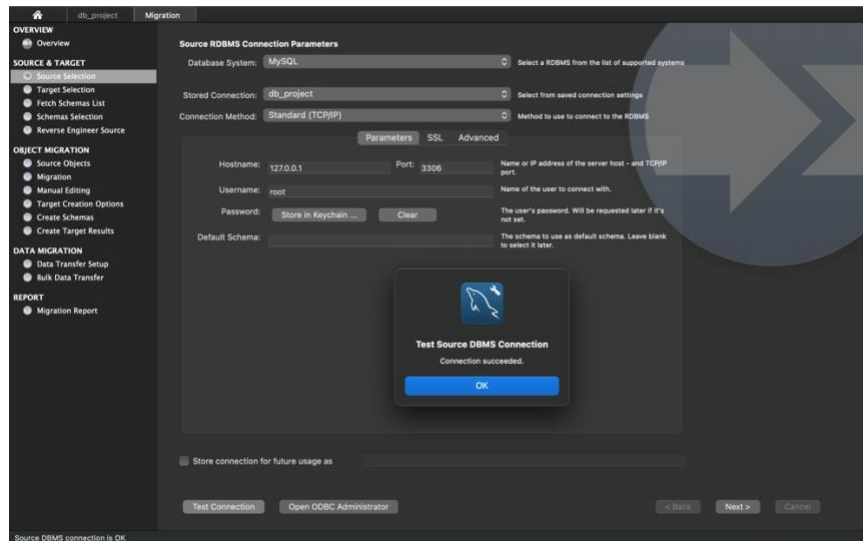 db_project
Migration
OVERVIEW
Overview
SOURCE & TARGET
Source Selection
Target Selection
Fetch Schemas List
Schemas Selection
Reverse Engineer Source
OBJECT MIGRATION
Source Objects
Migration
Manual Editing
Target Creation Options
Create Schemas
Create Target Results
DATA MIGRATION
Data Transfer Setup
Bulk Data Transfer
REPORT
Migration Report
Source RDBMS Connection Parameters
Database System: MySQL Select a RDBMS from the list of supported systems
Stored Connection: db_project Select from saved connection settings
Connection Method: Standard (TCP/IP) Method to use to connect to the RDBMS
Parameters SSL Advanced
Hostname: 127.0.0.1 Port: 3306 Name or IP address of the server host - and TCP/IP
port.
Username: root Name of the user to connect with.
Password: Store in Keychain ... Clear The user's password. Will be requested later if it's
not set.
Default Schema: The schema to use as default schema. Leave blank
to select it later.
Test Source DBMS Connection
Connection succeeded.
OK
Store connection for future usage as
Test Connection Open ODBC Administrator < Back Next > Cancel
Source DBMS connection is OK